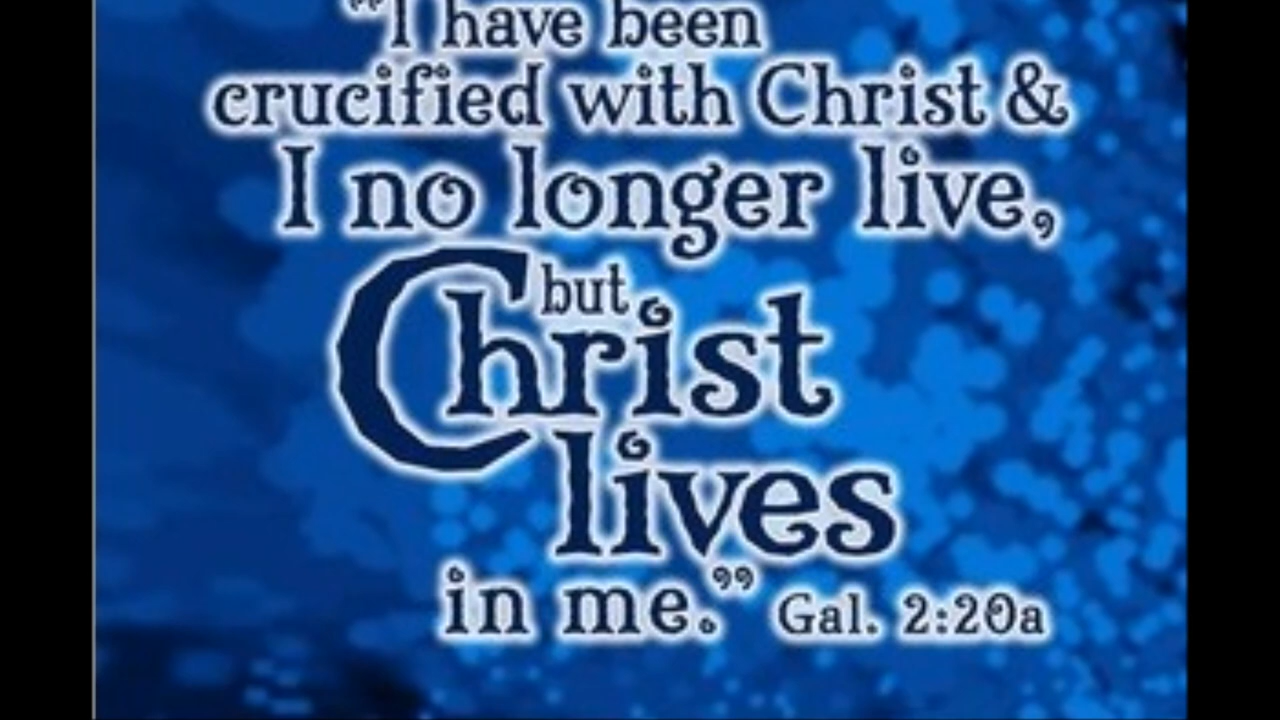 “I have been
crucified with Christ &
I no longer live,
but
Christ
lives
in me.” Gal. 2:20a